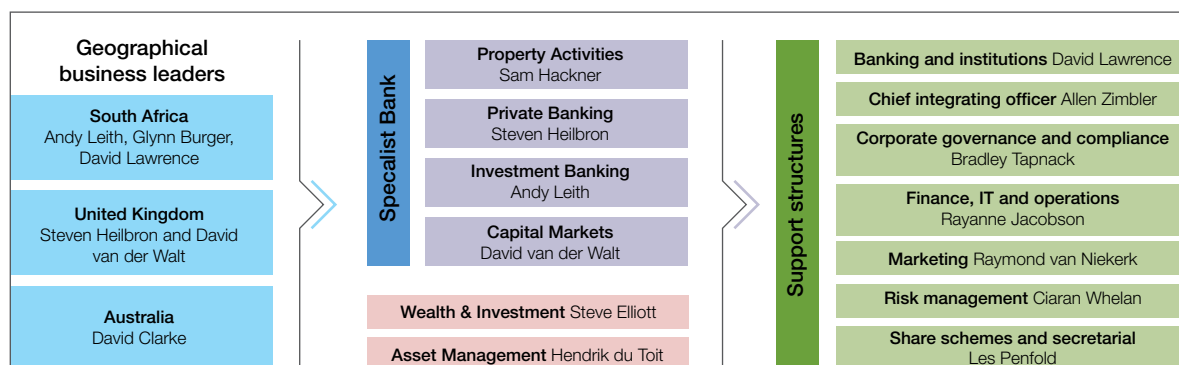 Geographical
business leaders
South Africa
Andy Leith, Glynn Burger,
David Lawrence
United Kingdom
Steven Heilbron and David
van der Walt
Australia
David Clarke
Specalist Bank
Property Activities
Sam Hackner
Private Banking
Steven Heilbron
Investment Banking
Andy Leith
Capital Markets
David van der Walt
Wealth & Investment Steve Elliott
Asset Management Hendrik du Toit
Support structures
Banking and institutions David Lawrence
Chief integrating officer Allen Zimbler
Corporate governance and compliance
Bradley Tapnack
Finance, IT and operations
Rayanne Jacobson
Marketing Raymond van Niekerk
Risk management Ciaran Whelan
Share schemes and secretarial
Les Penfold